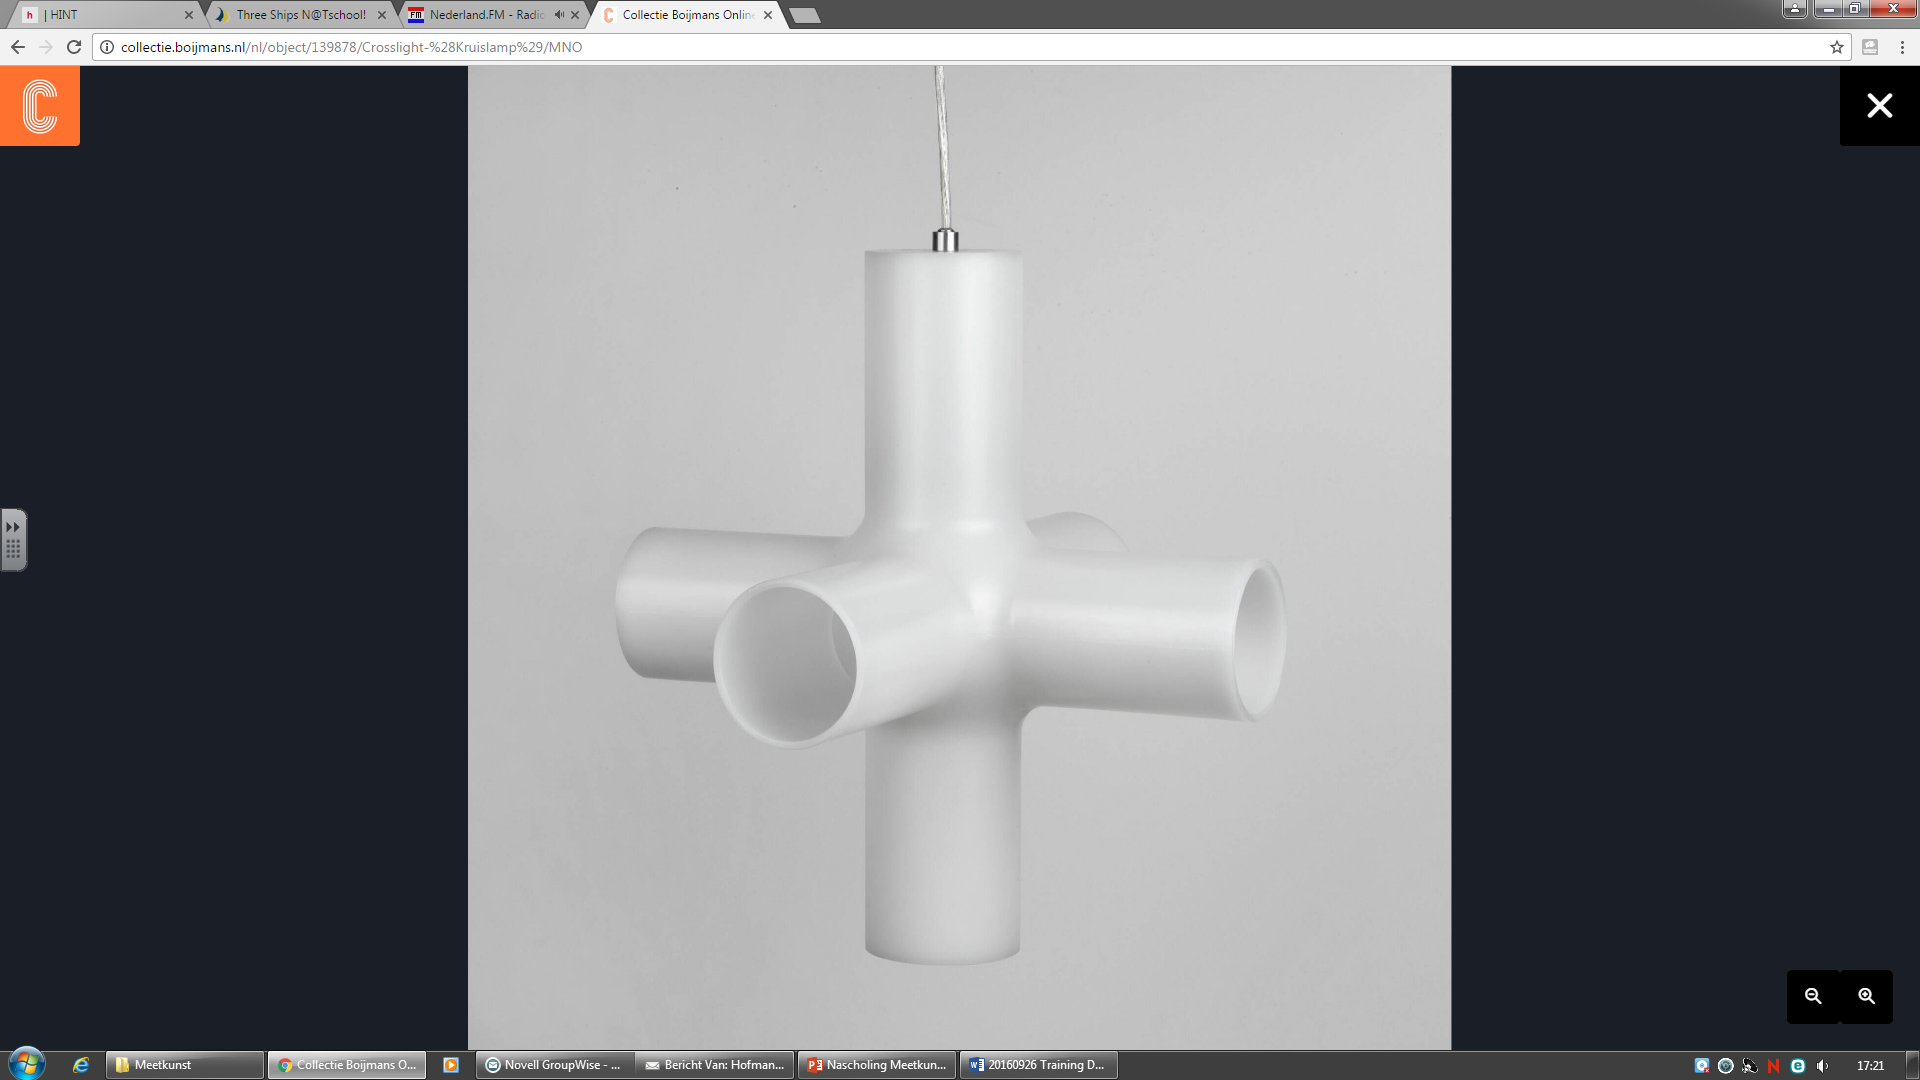 h | HINT
Three Ships N@Tschool!
FM Nederland.FM - Radio
C Collectie Boijmans Online
collectie.boijmans.nl/nl/object/139878/Crosslight-%28Kruislamp%29/MNO
C
Meetkunst
Collectie Boijmans O...
Novell GroupWise - ...
Bericht Van: Hofman...
Nascholing Meetkun...
20160926 Training D...
17:21